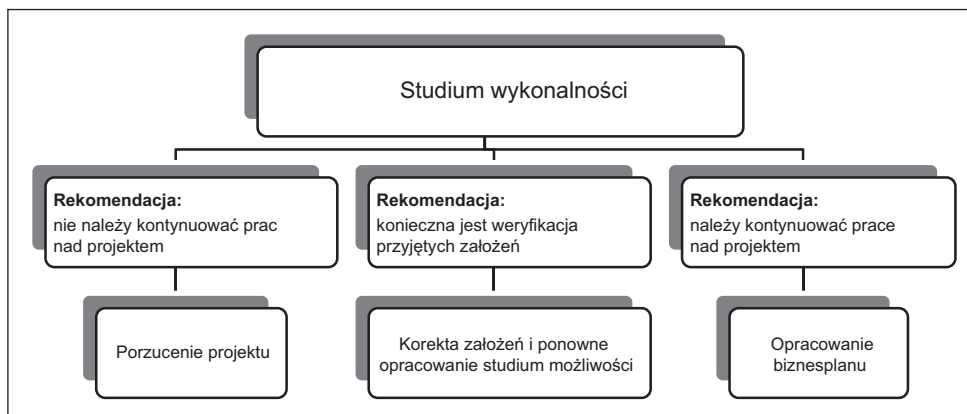 Studium wykonalności
Rekomendacja:
nie należy kontynuować prac
nad projektem
Rekomendacja:
konieczna jest weryfikacja
przyjętych założeń
Rekomendacja:
należy kontynuować prace
nad projektem
Porzucenie projektu
Korekta założeń i ponowne
opracowanie studium możliwości
Opracowanie
biznesplanu